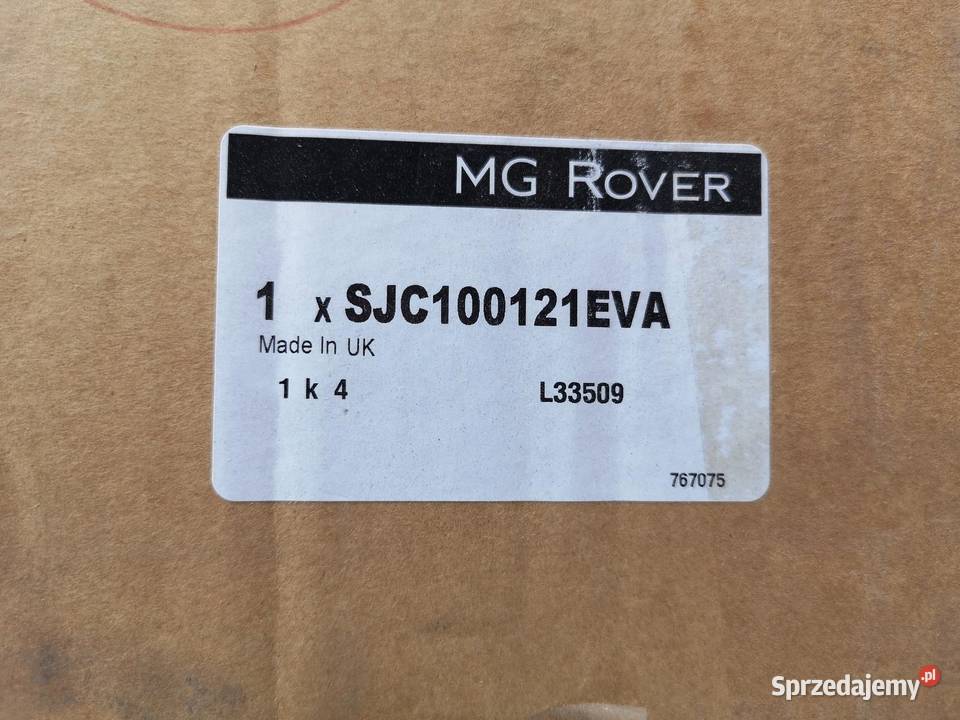 MG ROVER
1 x SJC100121EVA
Made In UK
1 k 4 L33509
767075
Sprzedajemy.pl